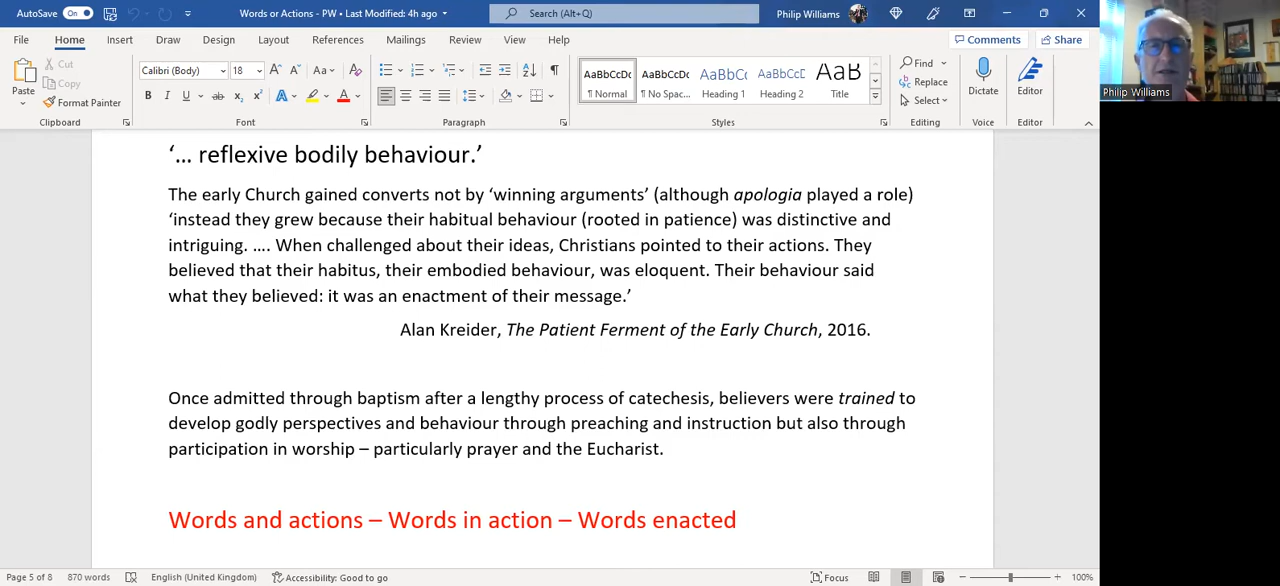 AutoSave On Words or Actions - PW • Last Modified: 4h ago Search (Alt+Q) Philip Williams
File Home Insert Draw Design Layout References Mailings Review View Help Comments Share
Paste Cut Copy Format Painter
Calibri (Body) 18 Aa
B I U ab x₂ x² A A
AaBbCcDc ¶ Normal
AaBbCcDc ¶ No Spac...
AaBbCc Heading 1
AaBbCcD Heading 2
AaB Title
Find Replace Select
Dictate Editor
Clipboard Font Paragraph Styles Editing Voice Editor
Philip Williams
‘… reflexive bodily behaviour.’
The early Church gained converts not by ‘winning arguments’ (although apologia played a role)
‘instead they grew because their habitual behaviour (rooted in patience) was distinctive and
intriguing. …. When challenged about their ideas, Christians pointed to their actions. They
believed that their habitus, their embodied behaviour, was eloquent. Their behaviour said
what they believed: it was an enactment of their message.’
Alan Kreider, The Patient Ferment of the Early Church, 2016.
Once admitted through baptism after a lengthy process of catechesis, believers were trained to
develop godly perspectives and behaviour through preaching and instruction but also through
participation in worship – particularly prayer and the Eucharist.
Words and actions – Words in action – Words enacted
Page 5 of 8 870 words English (United Kingdom) Accessibility: Good to go Focus 100%